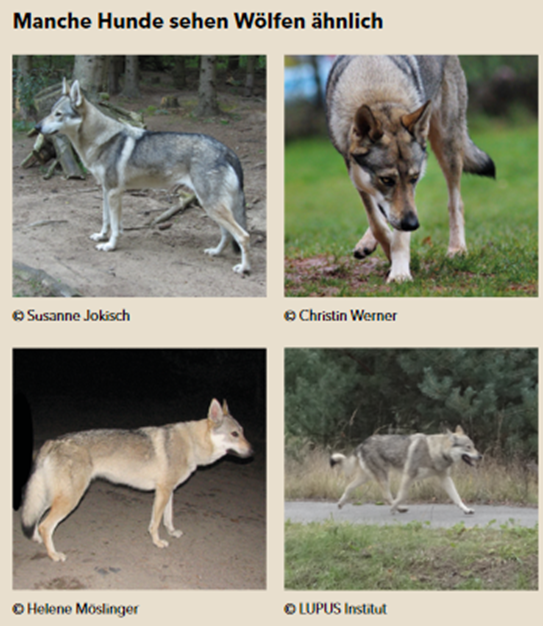 Manche Hunde sehen Wölfen ähnlich
© Susanne Jokisch
© Christin Werner
© Helene Möslinger
© LUPUS Institut